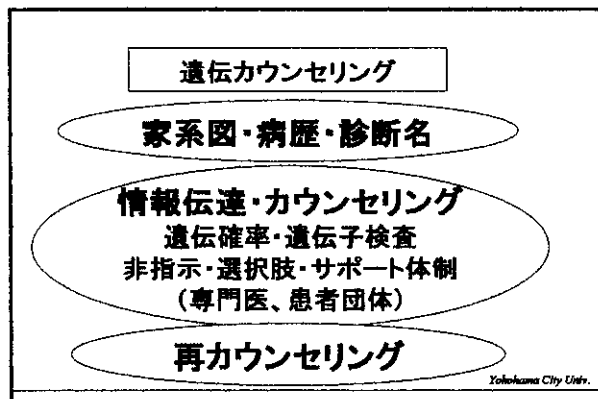 遺伝カウンセリング
家系図・病歴・診断名
情報伝達・カウンセリング
遺伝確率・遺伝子検査
非指示・選択肢・サポート体制
（専門医、患者団体）
再カウンセリング
Yokohama City Univ.